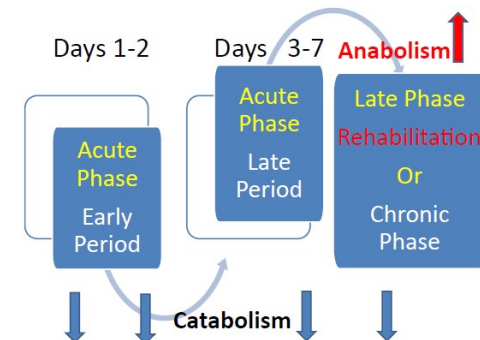 Days 1-2
Days 3-7
Anabolism
Acute
Phase
Early
Period
Acute
Phase
Late
Period
Late Phase
Rehabilitation
Or
Chronic
Phase
Catabolism